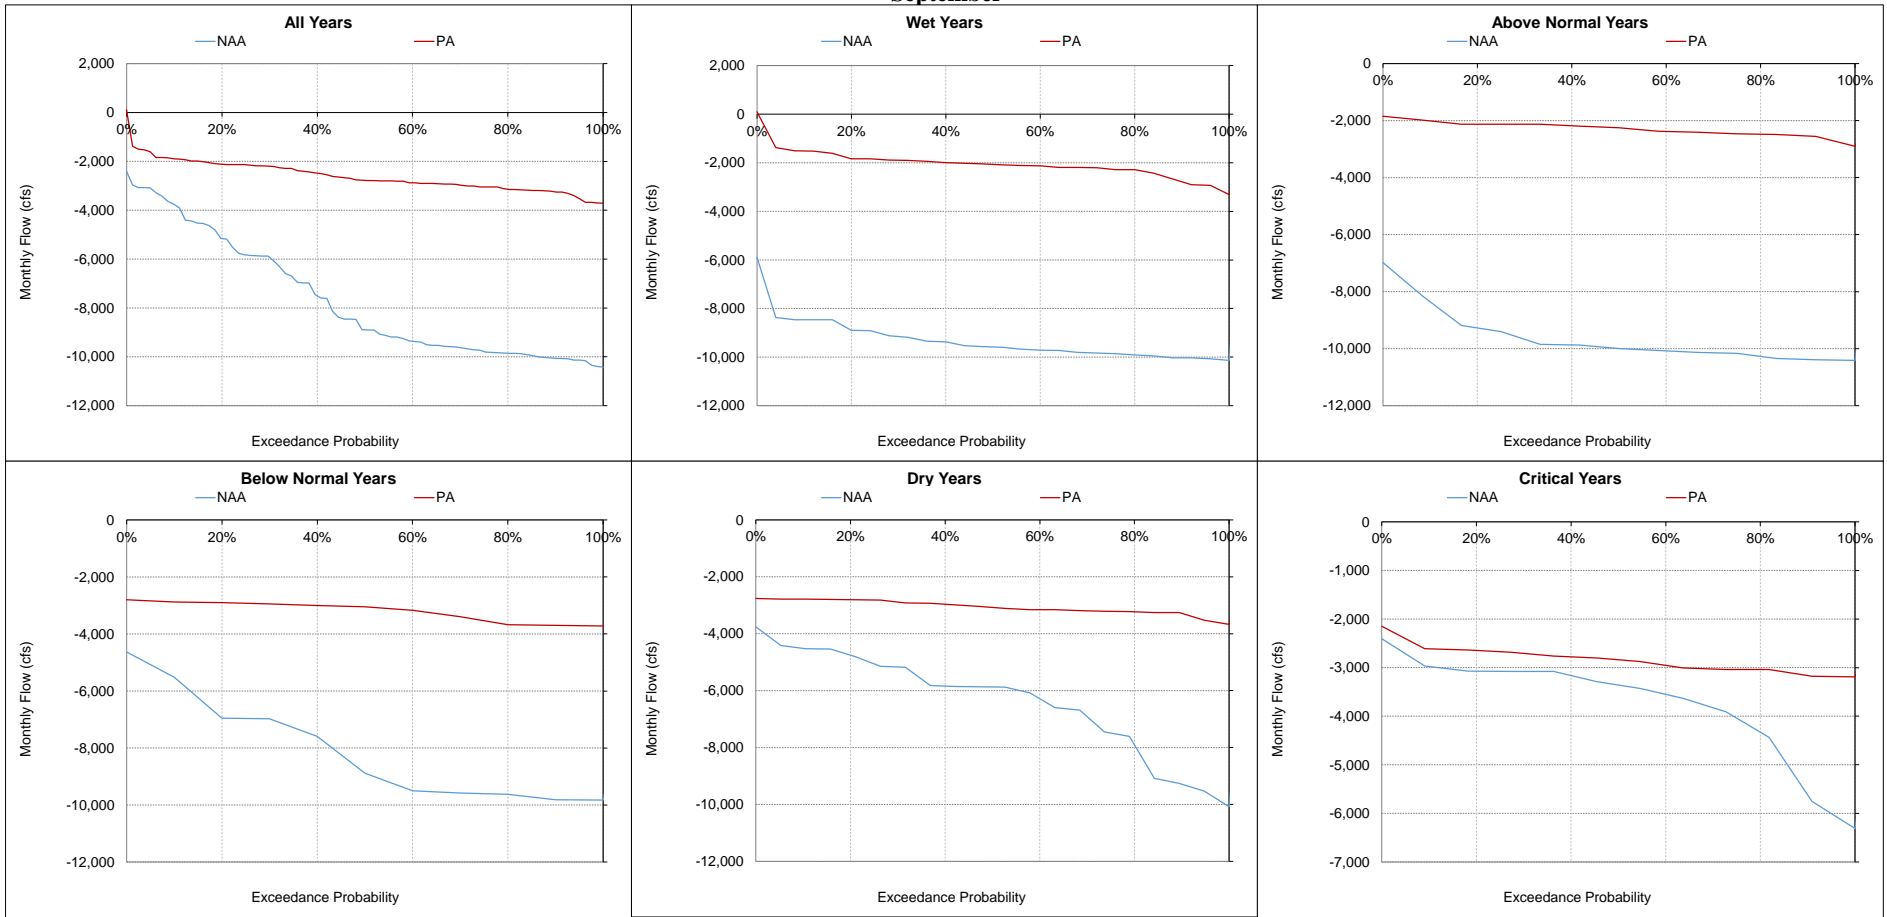 September
All Years
NAA PA
2,000
0
-2,000
-4,000
-6,000
-8,000
-10,000
-12,000
0% 20% 40% 60% 80% 100%
Monthly Flow (cfs)
Exceedance Probability
Wet Years
NAA PA
2,000
0
-2,000
-4,000
-6,000
-8,000
-10,000
-12,000
0% 20% 40% 60% 80% 100%
Monthly Flow (cfs)
Exceedance Probability
Above Normal Years
NAA PA
0
-2,000
-4,000
-6,000
-8,000
-10,000
-12,000
0% 20% 40% 60% 80% 100%
Monthly Flow (cfs)
Exceedance Probability
Below Normal Years
NAA PA
0
-2,000
-4,000
-6,000
-8,000
-10,000
-12,000
0% 20% 40% 60% 80% 100%
Monthly Flow (cfs)
Exceedance Probability
Dry Years
NAA PA
0
-2,000
-4,000
-6,000
-8,000
-10,000
-12,000
0% 20% 40% 60% 80% 100%
Monthly Flow (cfs)
Exceedance Probability
Critical Years
NAA PA
0
-1,000
-2,000
-3,000
-4,000
-5,000
-6,000
-7,000
0% 20% 40% 60% 80% 100%
Monthly Flow (cfs)
Exceedance Probability